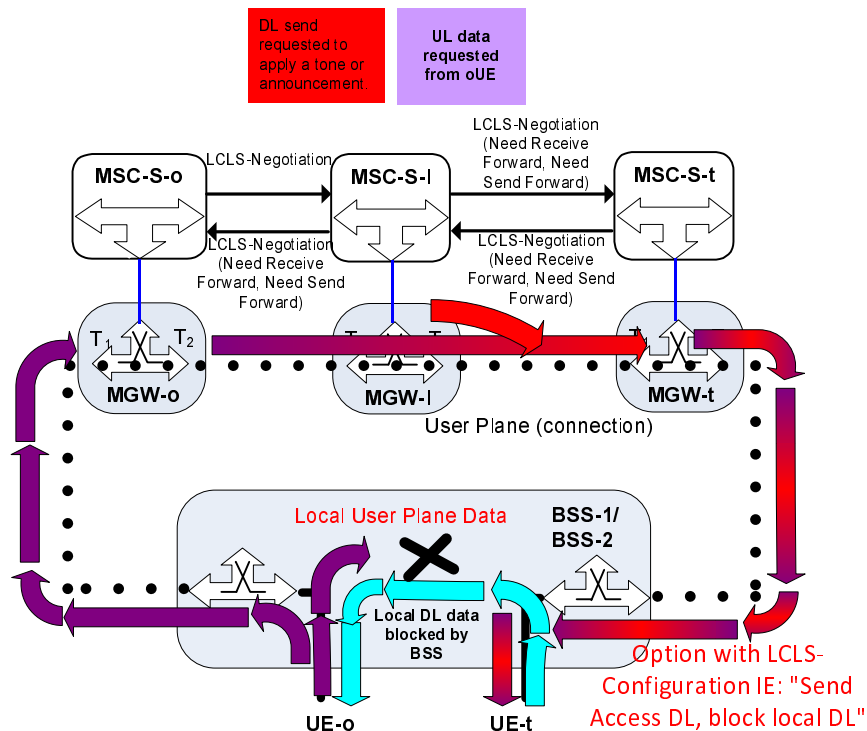 DL send
requested to
apply a tone or
announcement.
UL data
requested
from oUE
LCLS-Negotiation
(Need Receive
Forward, Need
Send Forward)
LCLS-Negotiation
MSC-S-o
MSC-S-I
MSC-S-t
LCLS-Negotiation
(Need Receive
Forward, Need Send
Forward)
LCLS-Negotiation
(Need Receive
Forward, Need Send
Forward)
T1
T2
MGW-o
MGW-I
MGW-t
User Plane (connection)
Local User Plane Data
BSS-1/
BSS-2
Local DL data
blocked by
BSS
Option with LCLS-
Configuration IE: "Send
Access DL, block local DL"
UE-o
UE-t